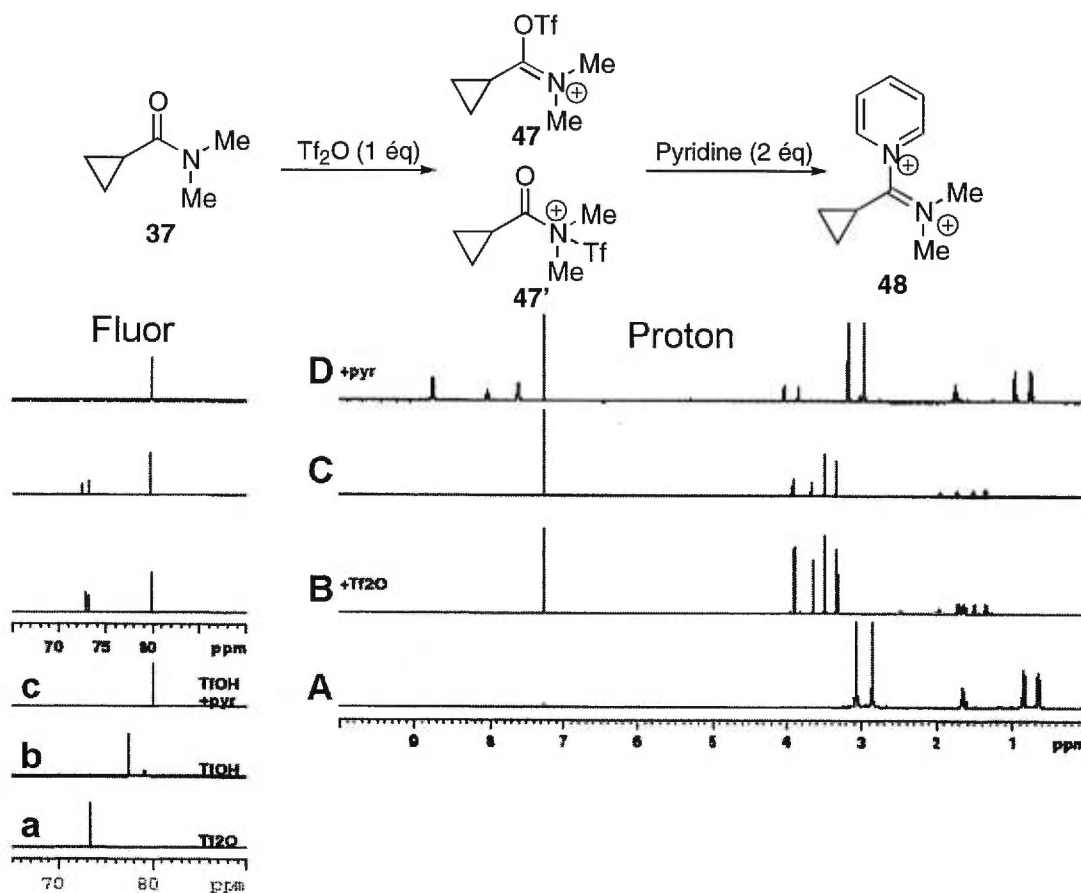 OTf
Me
N
⊕
Me
47
O
N
Me
Me
37
Tf₂O (1 éq)
O
⊕
Me
N
Tf
Me
47'
Pyridine (2 éq)
N
⊕
Me
N
⊕
Me
48
Fluor
Proton
D +pyr
C
B +Tf2O
A
70 75 80 ppm
c TfOH
+pyr
b TfOH
a Tf2O
70 80 ppm
9 8 7 6 5 4 3 2 1 ppm